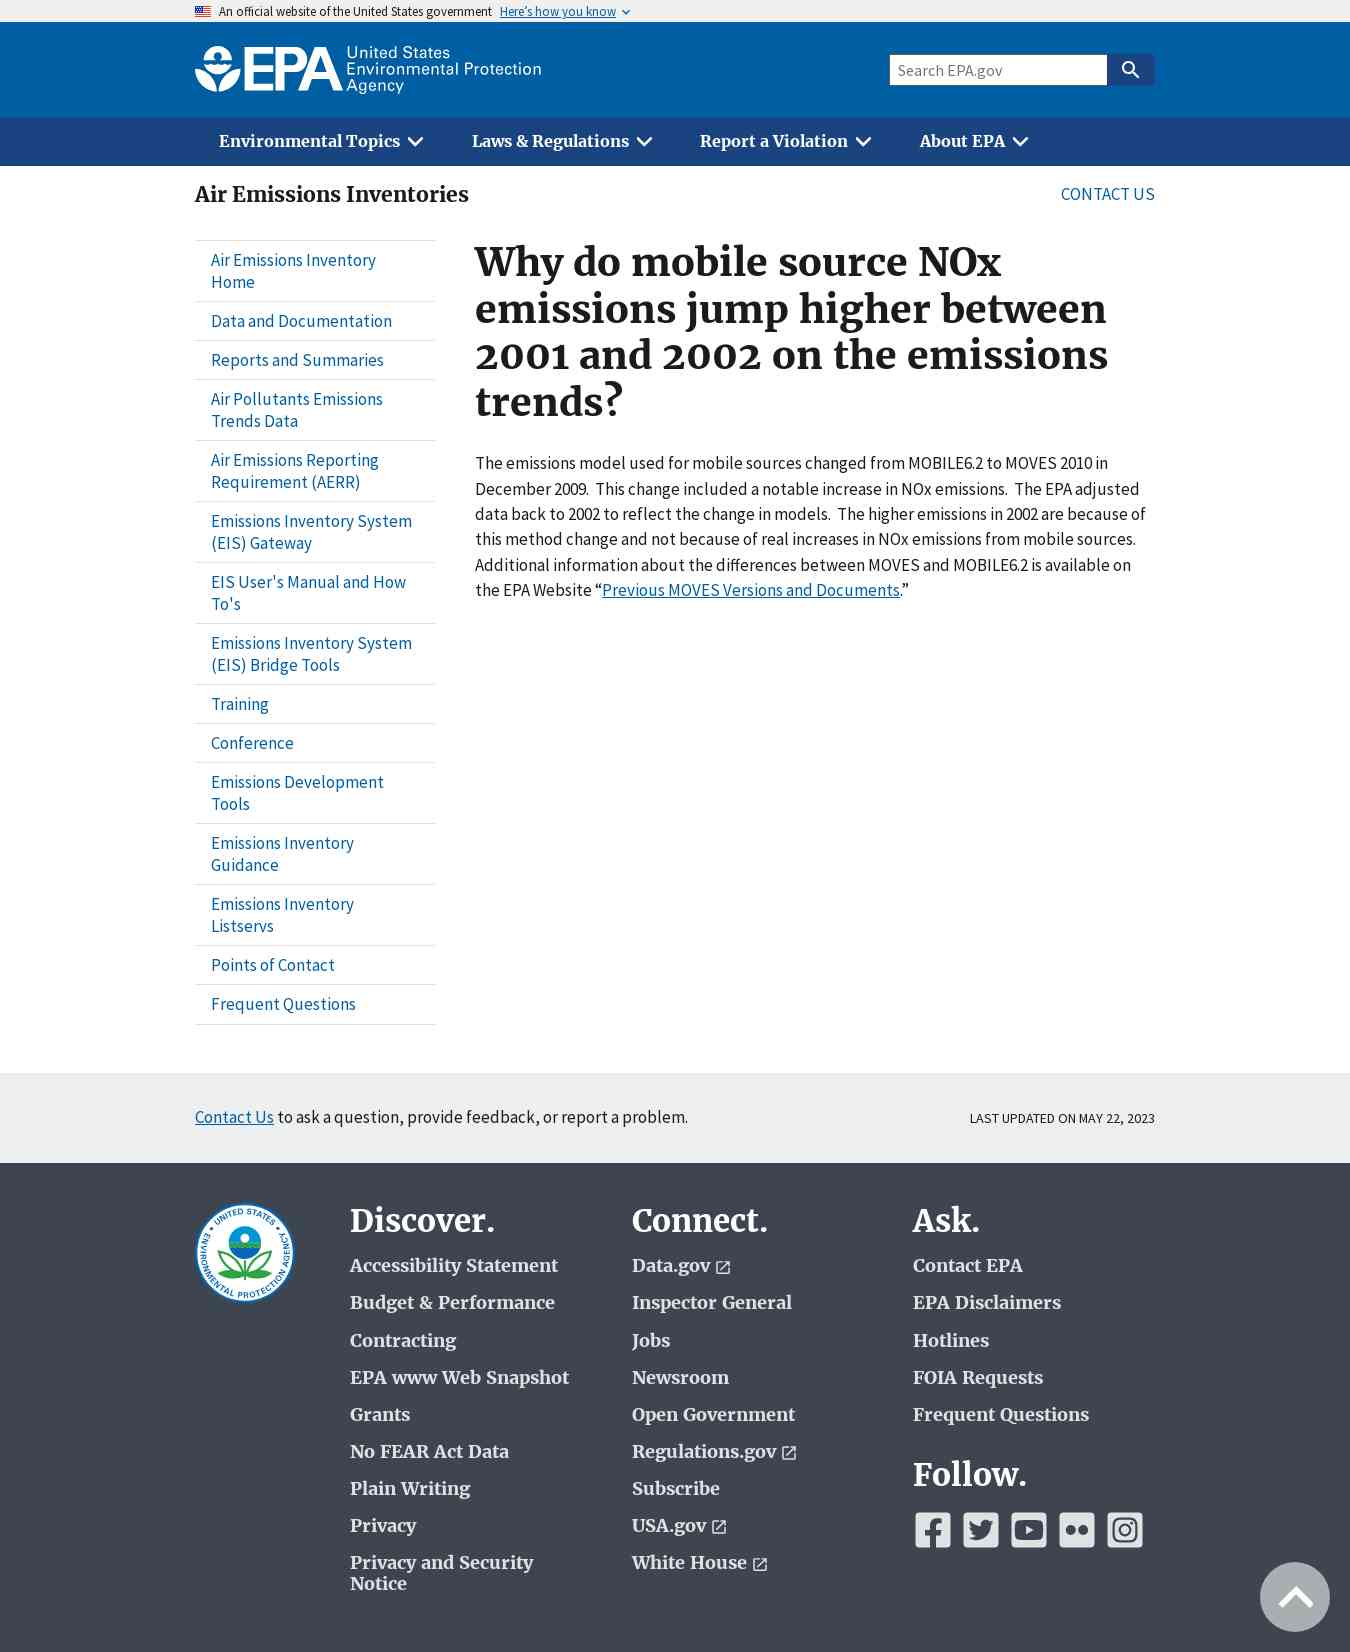 An official website of the United States government Here’s how you know
EPA United States
Environmental Protection
Agency
Search EPA.gov
Environmental Topics
Laws & Regulations
Report a Violation
About EPA
Air Emissions Inventories
CONTACT US
Air Emissions Inventory
Home
Data and Documentation
Reports and Summaries
Air Pollutants Emissions
Trends Data
Air Emissions Reporting
Requirement (AERR)
Emissions Inventory System
(EIS) Gateway
EIS User's Manual and How
To's
Emissions Inventory System
(EIS) Bridge Tools
Training
Conference
Emissions Development
Tools
Emissions Inventory
Guidance
Emissions Inventory
Listservs
Points of Contact
Frequent Questions
Why do mobile source NOx
emissions jump higher between
2001 and 2002 on the emissions
trends?
The emissions model used for mobile sources changed from MOBILE6.2 to MOVES 2010 in
December 2009.  This change included a notable increase in NOx emissions.  The EPA adjusted
data back to 2002 to reflect the change in models.  The higher emissions in 2002 are because of
this method change and not because of real increases in NOx emissions from mobile sources.
Additional information about the differences between MOVES and MOBILE6.2 is available on
the EPA Website “Previous MOVES Versions and Documents.”
Contact Us to ask a question, provide feedback, or report a problem.
LAST UPDATED ON MAY 22, 2023
UNITED STATES
ENVIRONMENTAL PROTECTION AGENCY
Discover.
Accessibility Statement
Budget & Performance
Contracting
EPA www Web Snapshot
Grants
No FEAR Act Data
Plain Writing
Privacy
Privacy and Security
Notice
Connect.
Data.gov
Inspector General
Jobs
Newsroom
Open Government
Regulations.gov
Subscribe
USA.gov
White House
Ask.
Contact EPA
EPA Disclaimers
Hotlines
FOIA Requests
Frequent Questions
Follow.